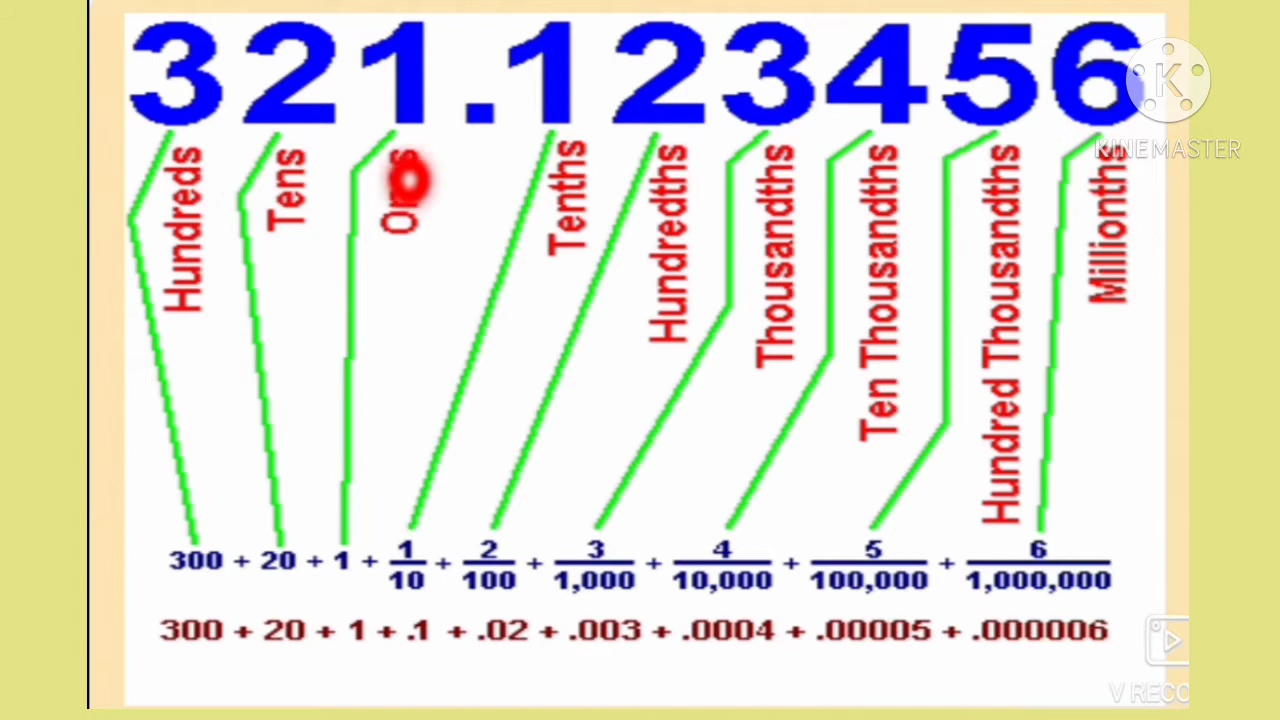 321.123456
Hundreds
Tens
Tenths
Hundredths
Thousandths
Ten Thousandths
Hundred Thousandths
Millionths
300 + 20 + 1 + 1/10 + 2/100 + 3/1,000 + 4/10,000 + 5/100,000 + 6/1,000,000
300 + 20 + 1 + .1 + .02 + .003 + .0004 + .00005 + .000006
K
KINEMASTER
V RECO